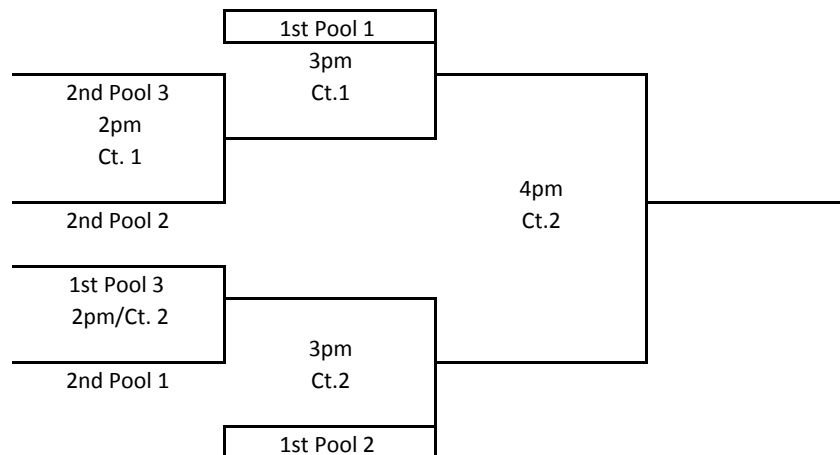 1st Pool 1
3pm
Ct.1
2nd Pool 3
2pm
Ct. 1
2nd Pool 2
4pm
Ct.2
1st Pool 3
2pm/Ct. 2
2nd Pool 1
3pm
Ct.2
1st Pool 2